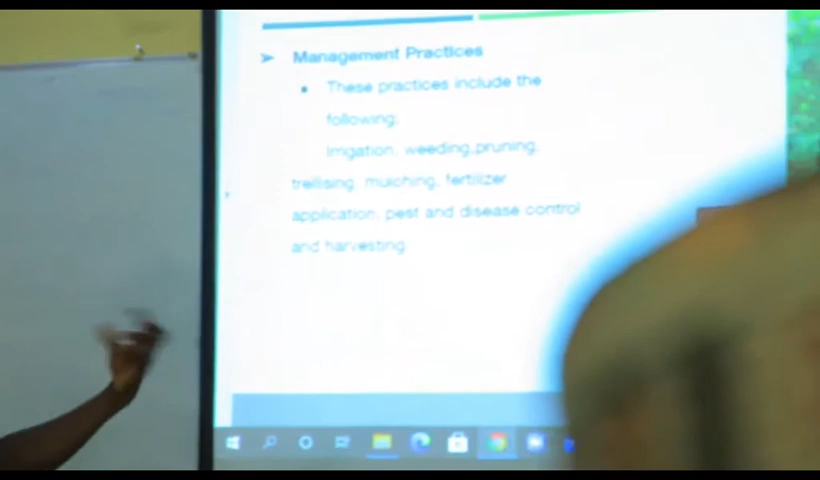 ➤ Management Practices
• These practices include the
following;
Irrigation, weeding,pruning,
trellising, mulching, fertilizer
application, pest and disease control
and harvesting